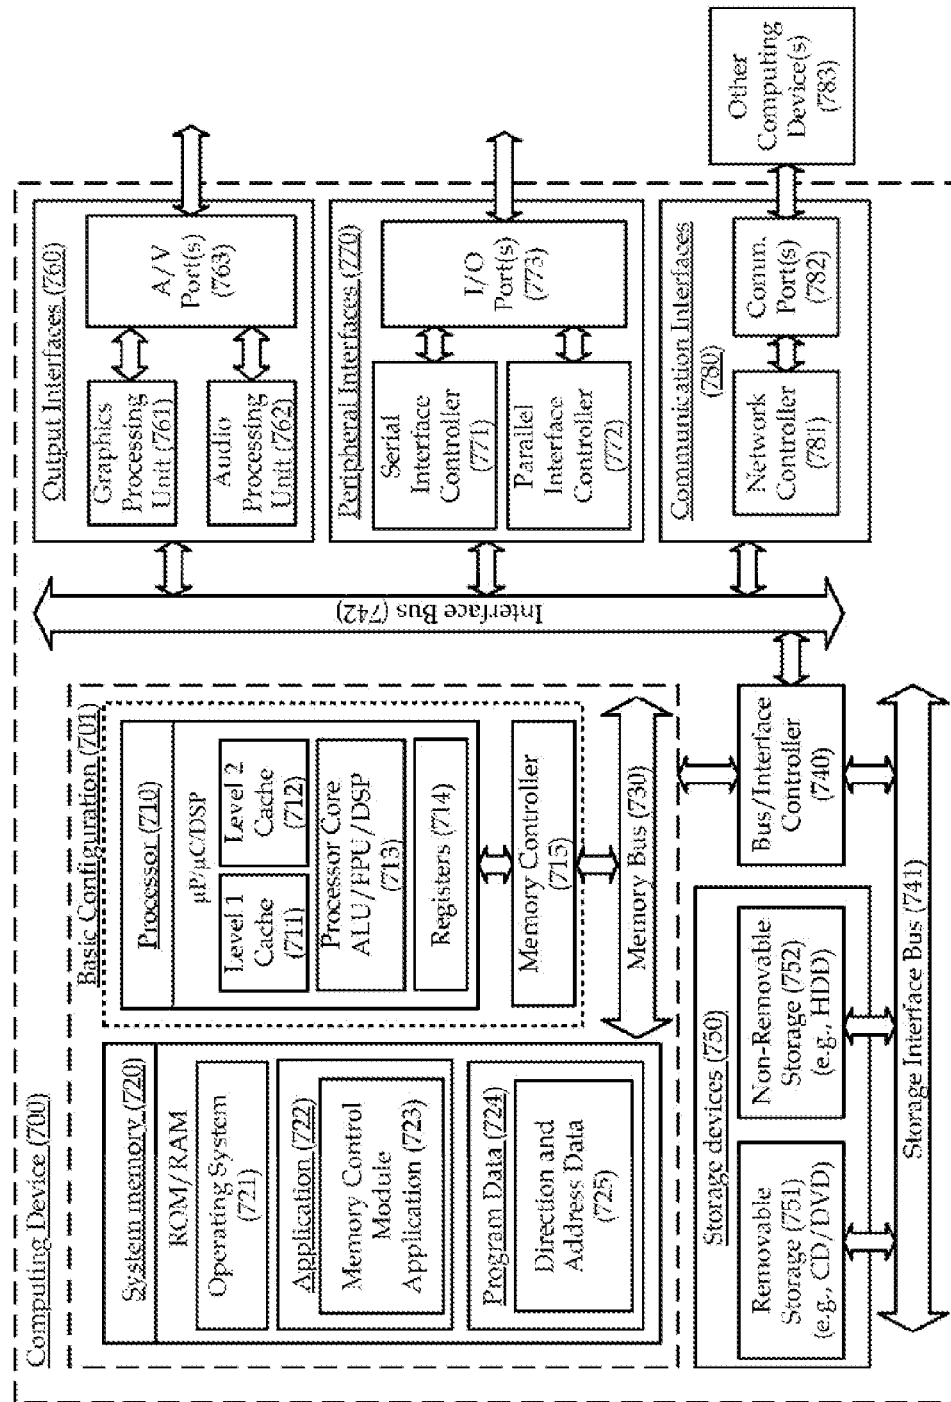 Computing Device (700)
Basic Configuration (701)
System memory (720)
ROM/RAM
Operating System
(721)
Application (722)
Memory Control
Module
Application (723)
Program Data (724)
Direction and
Address Data
(725)
Processor (710)
µP/µC/DSP
Level 1
Cache
(711)
Level 2
Cache
(712)
Processor Core
ALU/FPU/DSP
(713)
Registers (714)
Memory Controller
(715)
Memory Bus (730)
Storage devices (750)
Removable
Storage (751)
(e.g., CD/DVD)
Non-Removable
Storage (752)
(e.g., HDD)
Bus/Interface
Controller
(740)
Storage Interface Bus (741)
Interface Bus (742)
Output Interfaces (760)
Graphics
Processing
Unit (761)
Audio
Processing
Unit (762)
A/V
Port(s)
(763)
Peripheral Interfaces (770)
Serial
Interface
Controller
(771)
Parallel
Interface
Controller
(772)
I/O
Port(s)
(773)
Communication Interfaces
(780)
Network
Controller
(781)
Comm.
Port(s)
(782)
Other
Computing
Device(s)
(783)